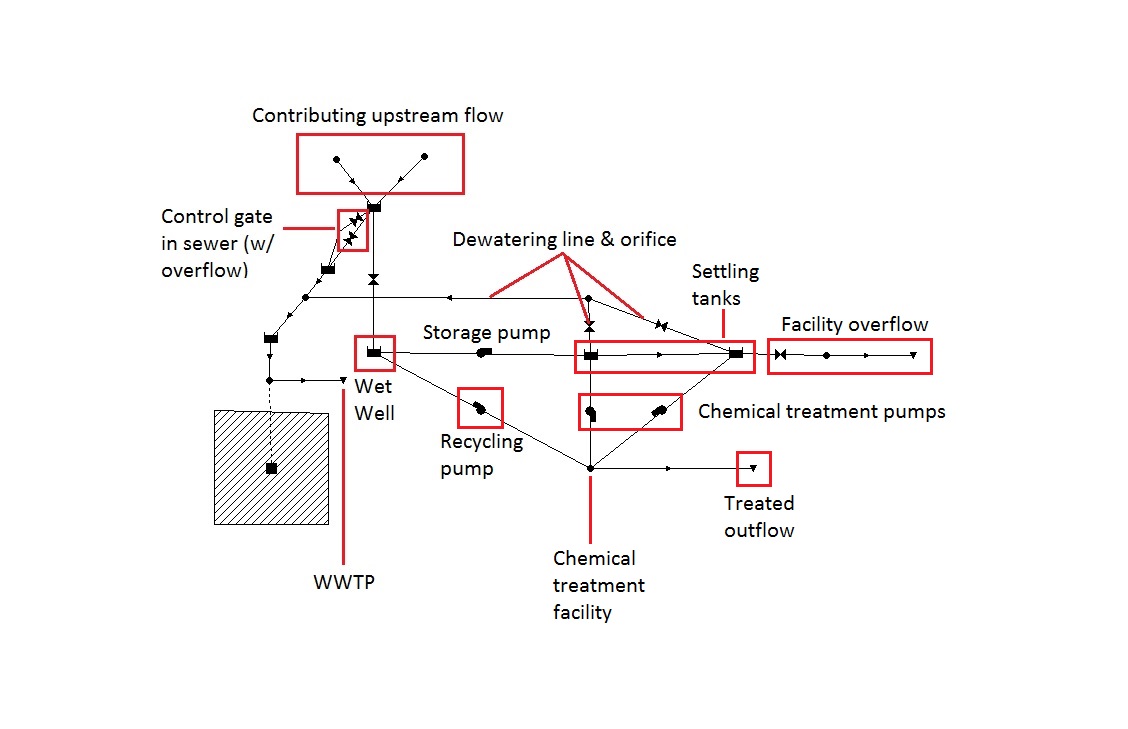 Contributing upstream flow
Control gate
in sewer (w/
overflow)
Dewatering line & orifice
Settling
tanks
Storage pump
Facility overflow
Wet
Well
Chemical treatment pumps
Recycling
pump
Treated
outflow
Chemical
treatment
facility
WWTP